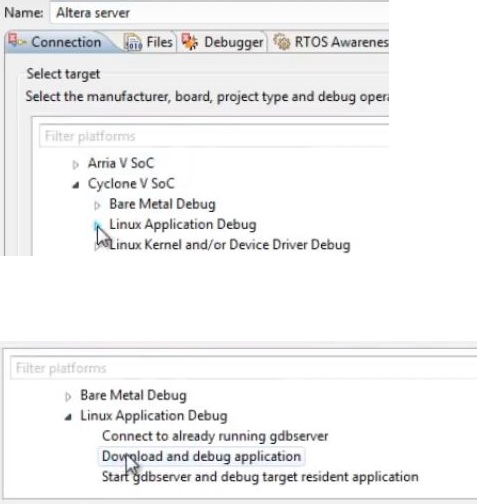 Name: Altera server
Connection Files Debugger RTOS Awarenes
Select target
Select the manufacturer, board, project type and debug opera
Filter platforms
Arria V SoC
Cyclone V SoC
Bare Metal Debug
Linux Application Debug
Linux Kernel and/or Device Driver Debug
Filter platforms
Bare Metal Debug
Linux Application Debug
Connect to already running gdbserver
Download and debug application
Start gdbserver and debug target resident application